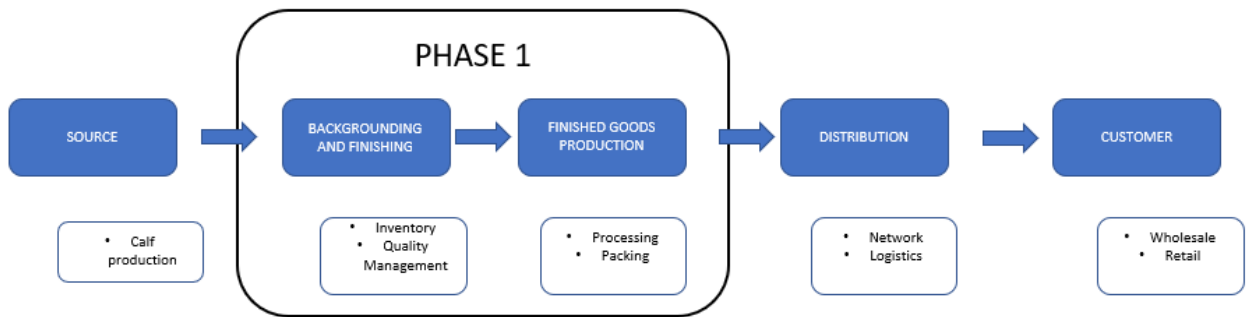 PHASE 1
SOURCE
BACKGROUNDING
AND FINISHING
FINISHED GOODS
PRODUCTION
DISTRIBUTION
CUSTOMER
• Calf
production
• Inventory
• Quality
Management
• Processing
• Packing
• Network
• Logistics
• Wholesale
• Retail